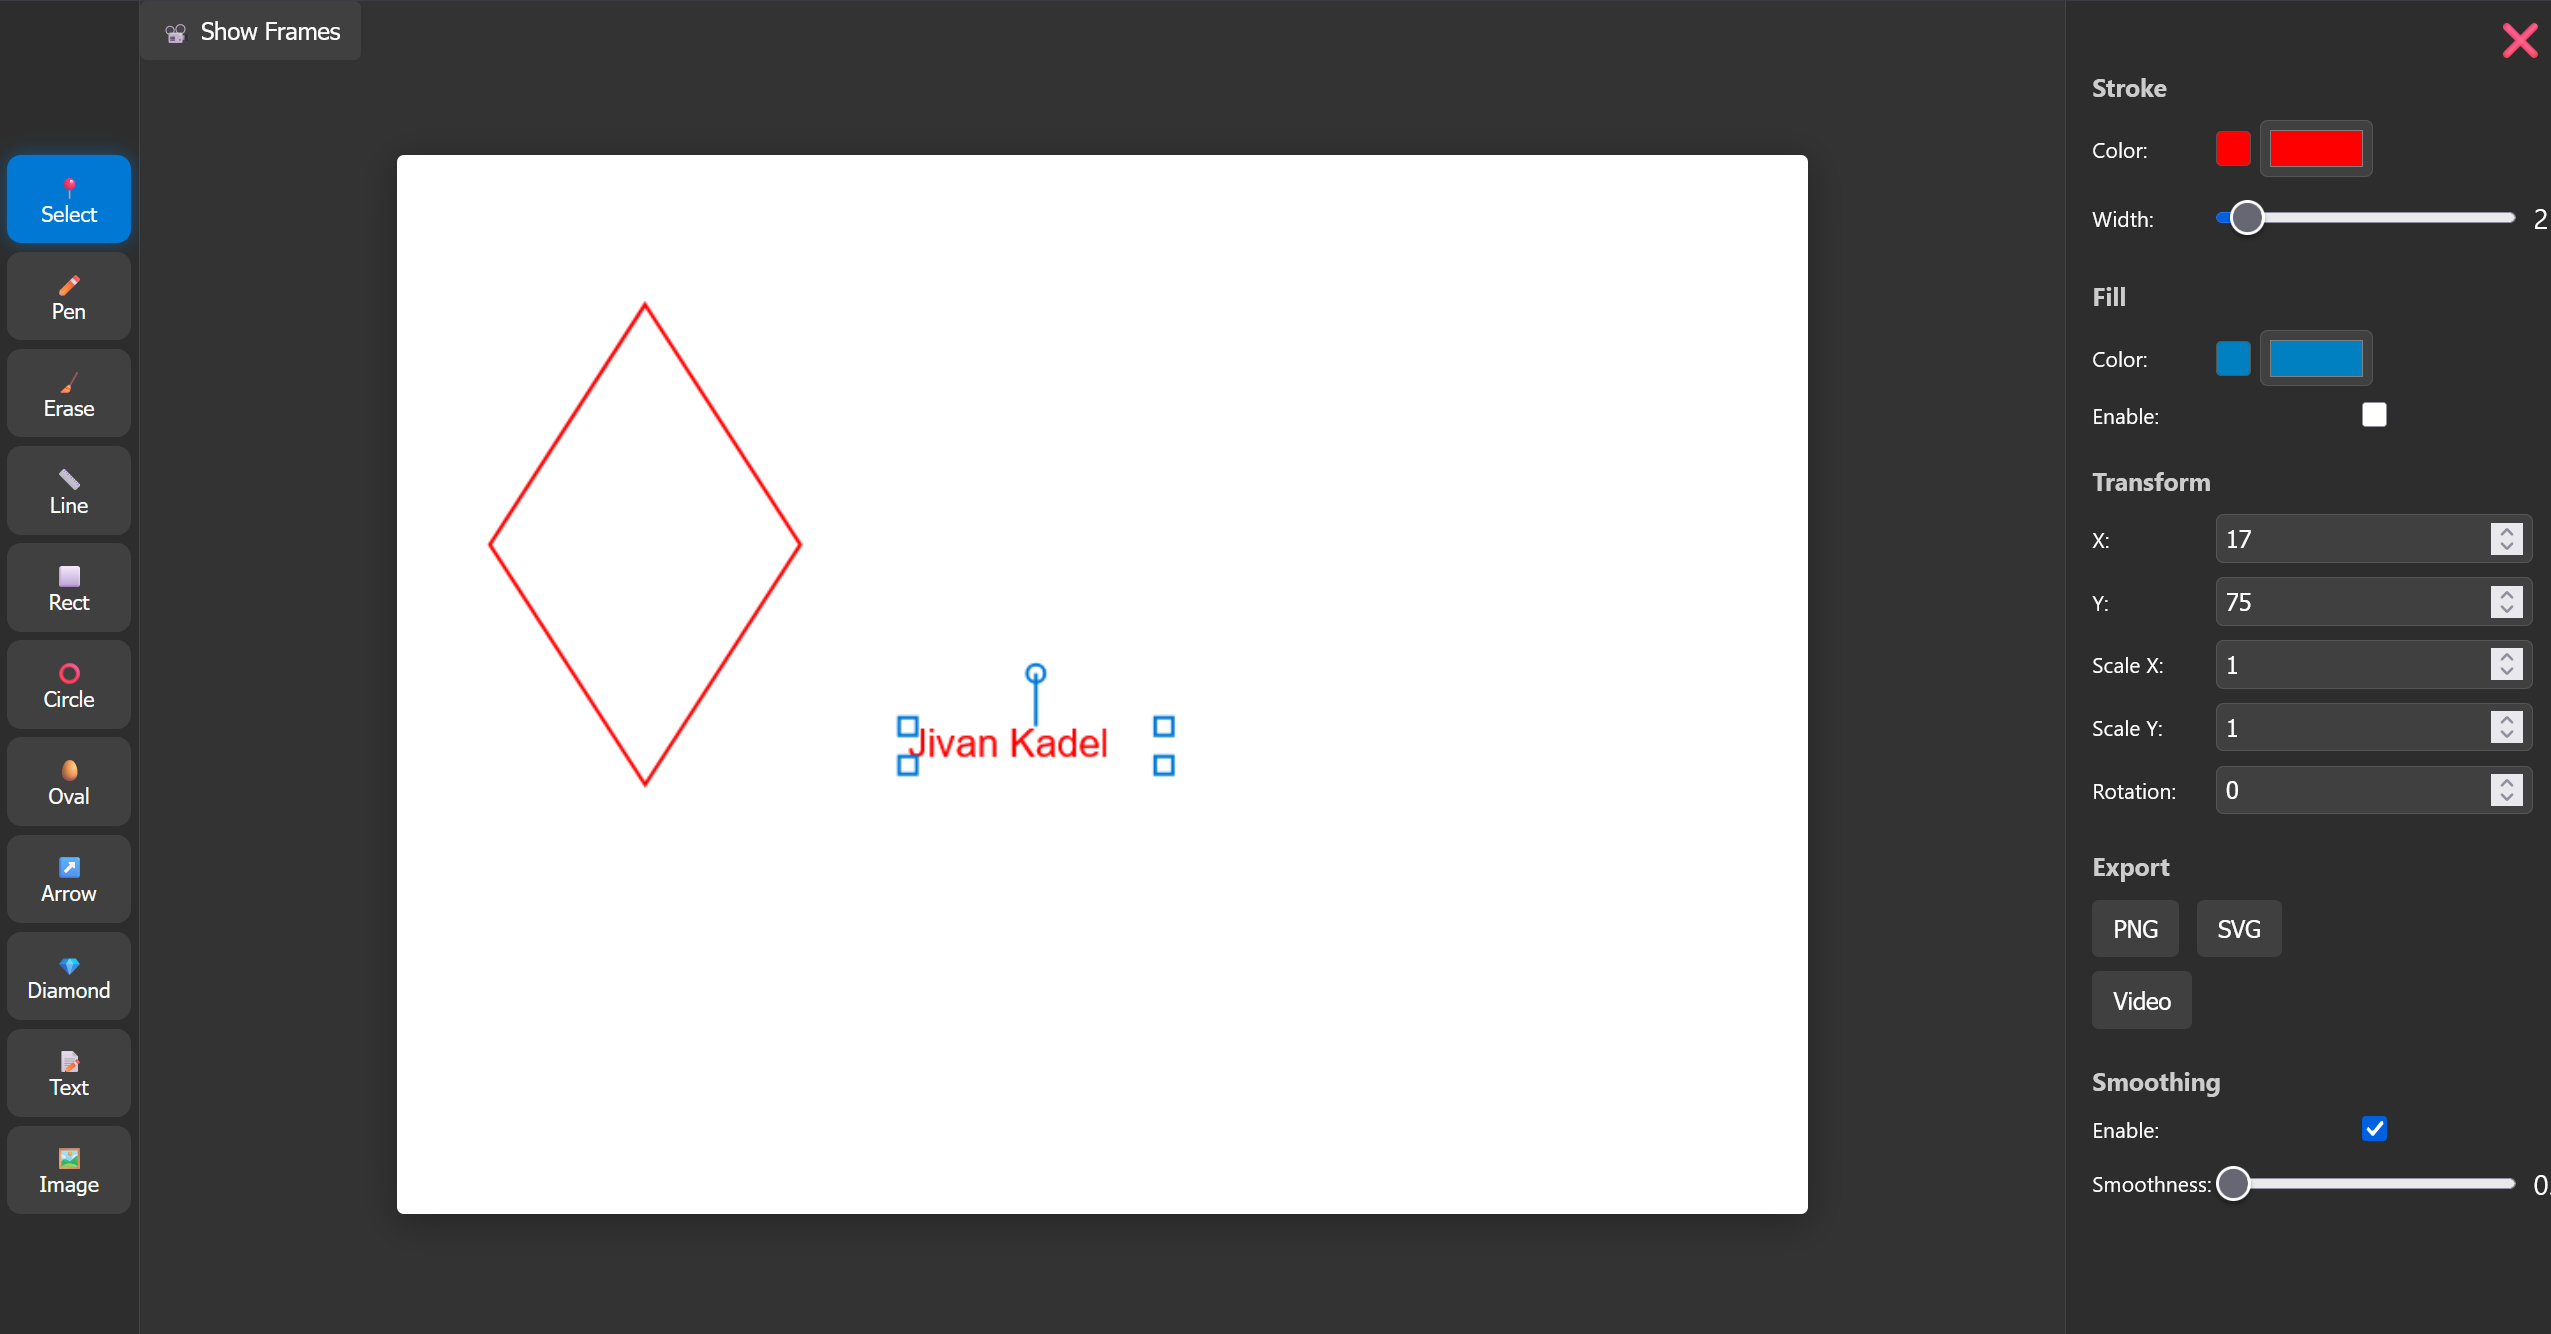 Show Frames
Select
Pen
Erase
Line
Rect
Circle
Oval
Arrow
Diamond
Text
Image
Jivan Kadel
Stroke
Color:
Width: 2
Fill
Color:
Enable:
Transform
X: 17
Y: 75
Scale X: 1
Scale Y: 1
Rotation: 0
Export
PNG SVG
Video
Smoothing
Enable:
Smoothness: 0.